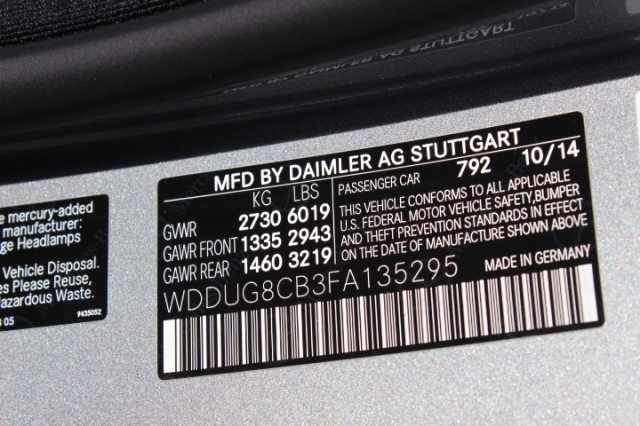 MFD BY DAIMLER AG STUTTGART
KG LBS
GVWR 2730 6019
GAWR FRONT 1335 2943
GAWR REAR 1460 3219
PASSENGER CAR 792 10/14
THIS VEHICLE CONFORMS TO ALL APPLICABLE
U.S. FEDERAL MOTOR VEHICLE SAFETY,BUMPER
AND THEFT PREVENTION STANDARDS IN EFFECT
ON THE DATE OF MANUFACTURE SHOWN ABOVE
WDDUG8CB3FA135295
MADE IN GERMANY
e mercury-added
manufacturer:
ge Headlamps
Vehicle Disposal.
es Please Reuse,
Hazardous Waste.
05
9435052